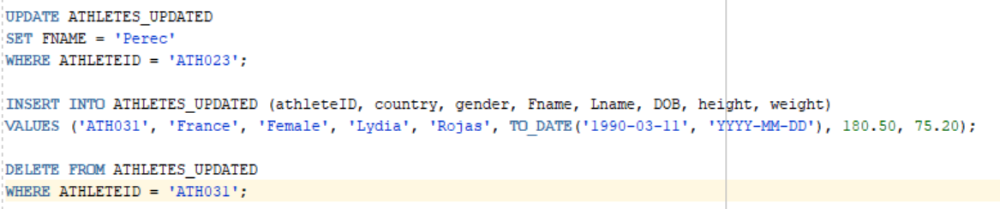 UPDATE ATHLETES_UPDATED
SET FNAME = 'Perec'
WHERE ATHLETEID = 'ATH023';
INSERT INTO ATHLETES_UPDATED (athleteID, country, gender, Fname, Lname, DOB, height, weight)
VALUES ('ATH031', 'France', 'Female', 'Lydia', 'Rojas', TO_DATE('1990-03-11', 'YYYY-MM-DD'), 180.50, 75.20);
DELETE FROM ATHLETES_UPDATED
WHERE ATHLETEID = 'ATH031';